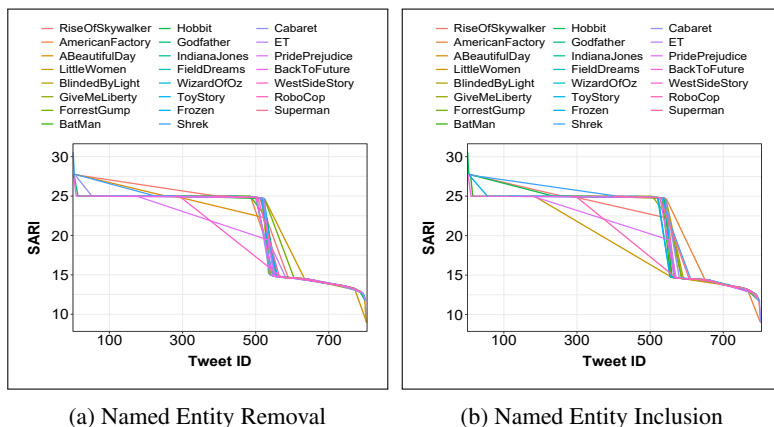 RiseOfSkywalker Hobbit Cabaret
AmericanFactory Godfather ET
ABeautifulDay IndianaJones PridePrejudice
LittleWomen FieldDreams BackToFuture
BlindedByLight WizardOfOz WestSideStory
GiveMeLiberty ToyStory RoboCop
ForrestGump Frozen Superman
BatMan Shrek
30
25
20
15
10
SARI
100 300 500 700
Tweet ID
(a) Named Entity Removal
RiseOfSkywalker Hobbit Cabaret
AmericanFactory Godfather ET
ABeautifulDay IndianaJones PridePrejudice
LittleWomen FieldDreams BackToFuture
BlindedByLight WizardOfOz WestSideStory
GiveMeLiberty ToyStory RoboCop
ForrestGump Frozen Superman
BatMan Shrek
30
25
20
15
10
SARI
100 300 500 700
Tweet ID
(b) Named Entity Inclusion